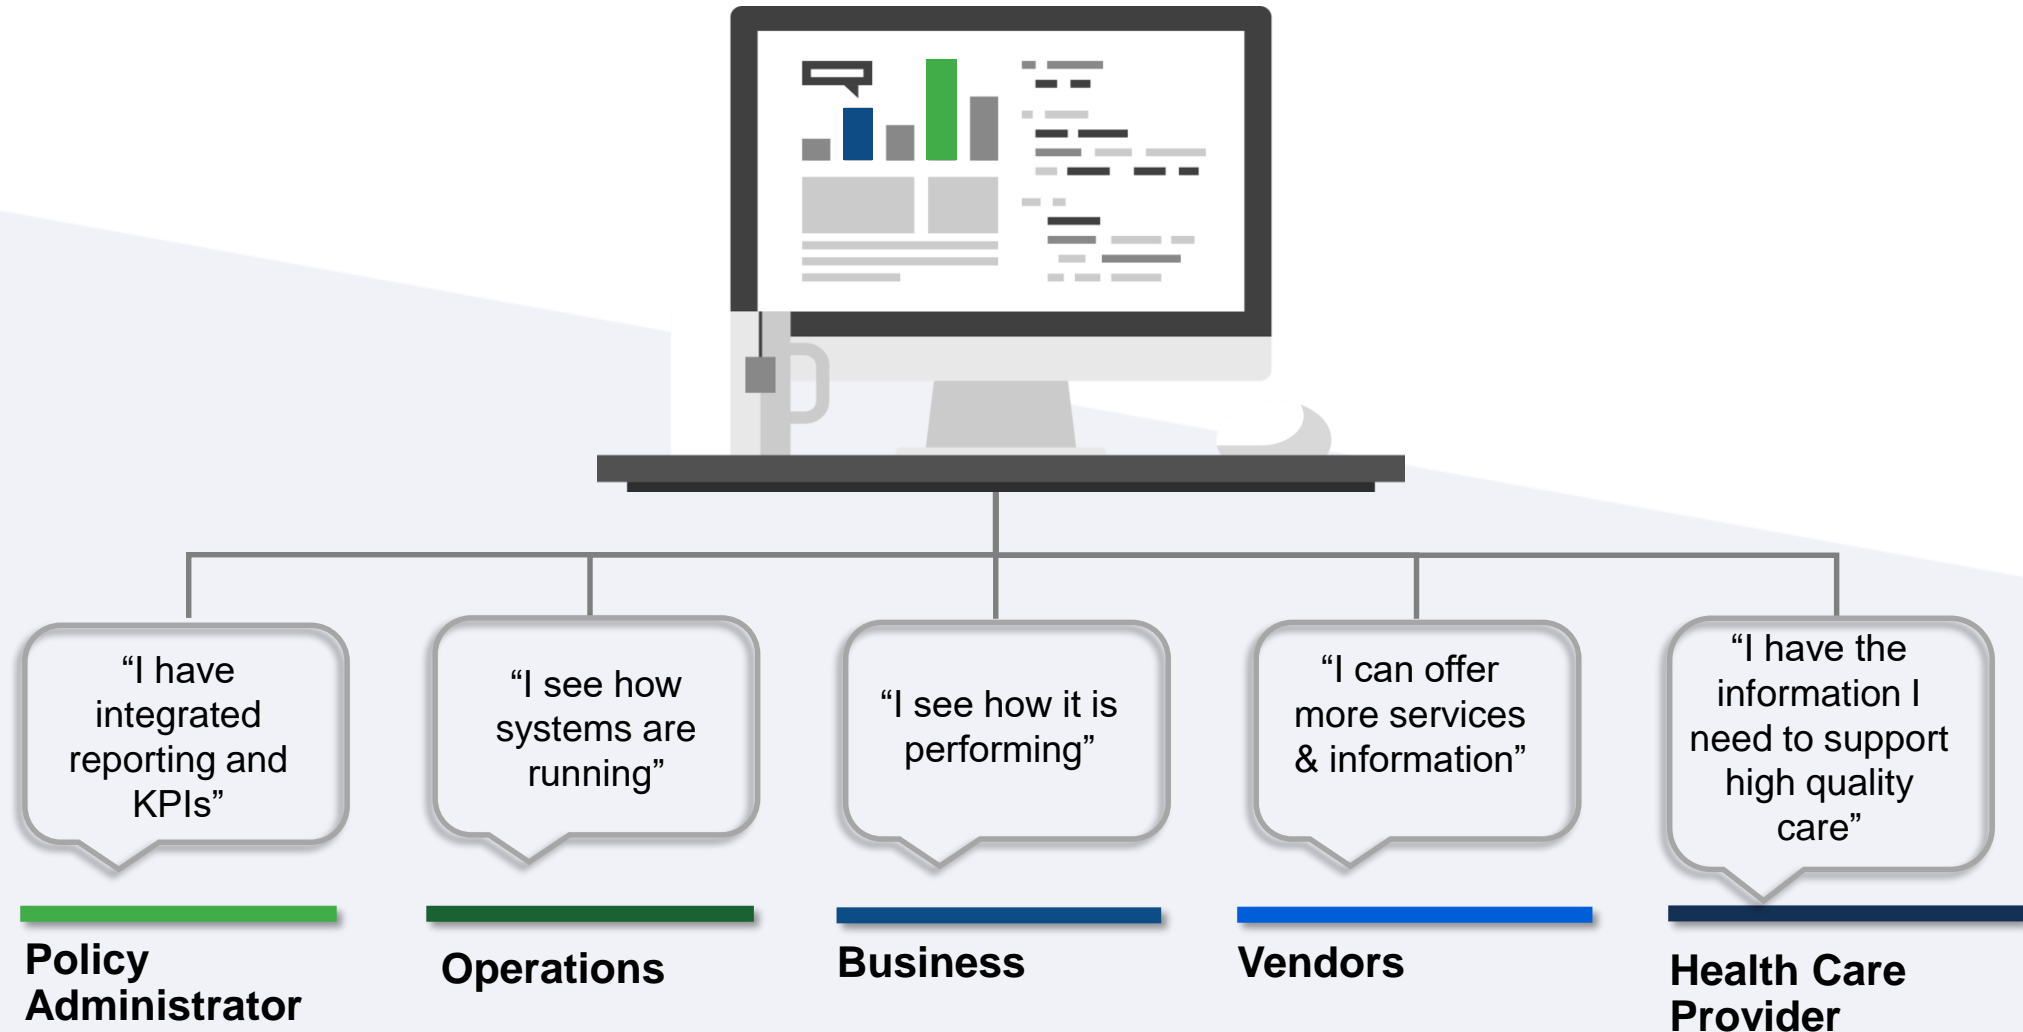 “I have
integrated
reporting and
KPIs”
“I see how
systems are
running”
“I see how it is
performing”
“I can offer
more services
& information”
“I have the
information I
need to support
high quality
care”
Policy
Administrator
Operations
Business
Vendors
Health Care
Provider